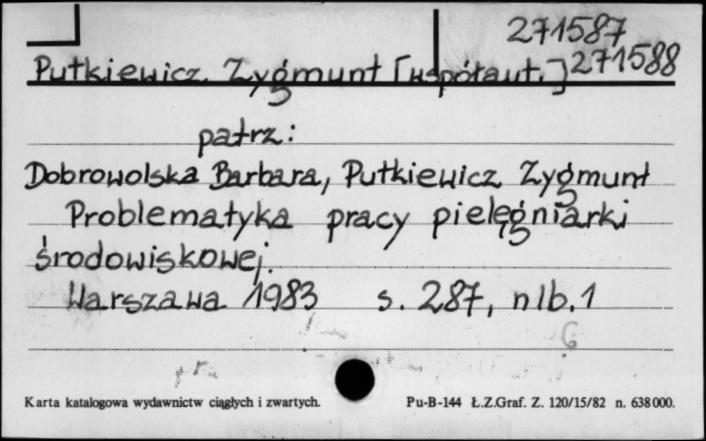 271587
Putkiewicz Zygmunt [współaut.] 271588
patrz:
Dobrowolska Barbara, Putkiewicz Zygmunt
Problematyka pracy pielęgniarki
środowiskowej.
Warszawa 1983 s. 287, nlb. 1
6
Karta katalogowa wydawnictw ciągłych i zwartych. Pu-B-144 Ł.Z.Graf. Z. 120/15/82 n. 638 000.